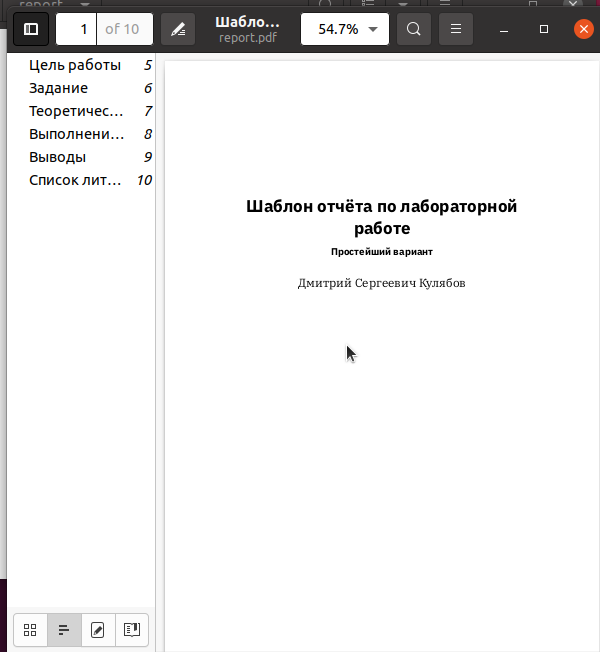 report
1 of 10
Шабло...
report.pdf
54.7%
Цель работы 5
Задание 6
Теоретичес... 7
Выполнени... 8
Выводы 9
Список лит... 10
Шаблон отчёта по лабораторной
работе
Простейший вариант
Дмитрий Сергеевич Кулябов